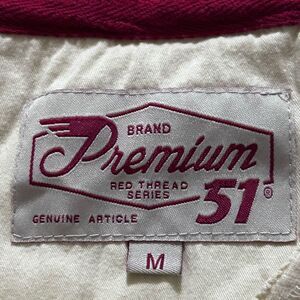 BRAND
Premium
RED THREAD
SERIES
51®
GENUINE ARTICLE
M